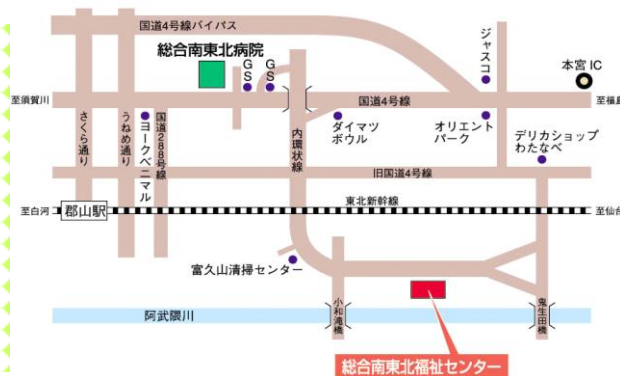 国道4号線バイパス
総合南東北病院
GS
GS
ジャスコ
本宮 IC
至須賀川
国道4号線
至福島
さくら通り
うねめ通り
ヨークベニマル
国道288号線
内環状線
ダイマツ
ボウル
オリエント
パーク
デリカショップ
わたなべ
旧国道4号線
至白河
郡山駅
東北新幹線
至仙台
富久山清掃センター
阿武隈川
小和滝橋
鬼生田橋
総合南東北福祉センター